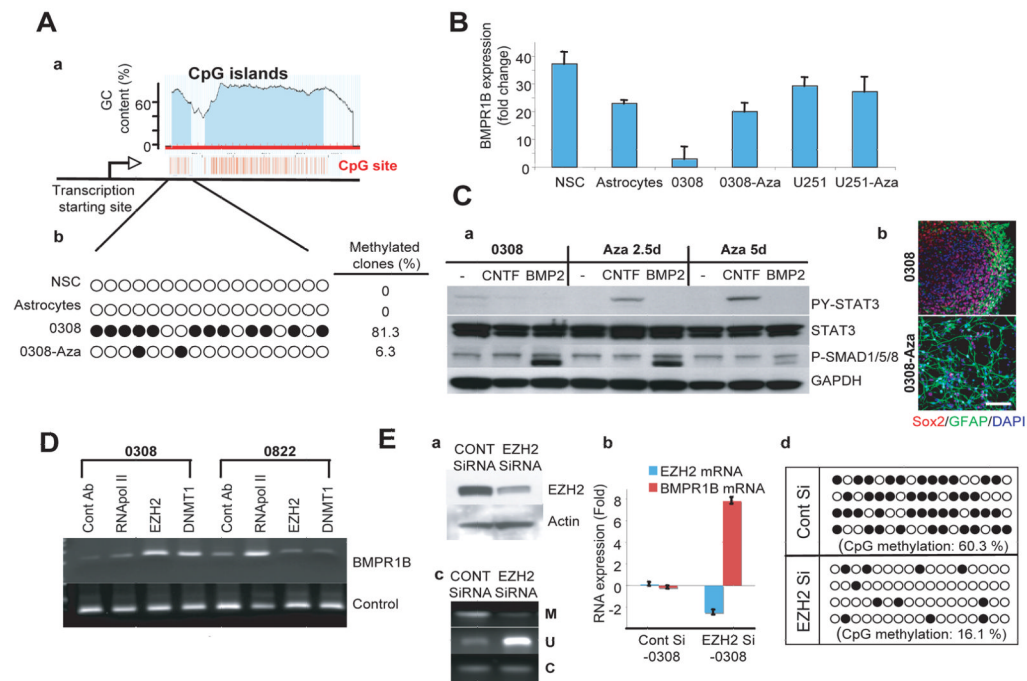 A
a
CpG islands
GC
content (%)
60
0
CpG site
Transcription
starting site
b
Methylated
clones (%)
NSC
0
Astrocytes
0
0308
81.3
0308-Aza
6.3
B
BMPR1B expression
(fold change)
40
30
20
10
0
NSC Astrocytes 0308 0308-Aza U251 U251-Aza
C
a
0308 Aza 2.5d Aza 5d
- CNTF BMP2 - CNTF BMP2 - CNTF BMP2
PY-STAT3
STAT3
P-SMAD1/5/8
GAPDH
b
0308
0308-Aza
Sox2/GFAP/DAPI
D
0308 0822
Cont Ab RNApol II EZH2 DNMT1 Cont Ab RNApol II EZH2 DNMT1
BMPR1B
Control
E
a
CONT EZH2
SiRNA SiRNA
EZH2
Actin
b
EZH2 mRNA
BMPR1B mRNA
RNA expression (Fold)
8
6
4
2
0
-2
Cont Si EZH2 Si
-0308 -0308
c
CONT EZH2
SiRNA SiRNA
M
U
C
d
Cont Si
(CpG methylation: 60.3 %)
EZH2 Si
(CpG methylation: 16.1 %)